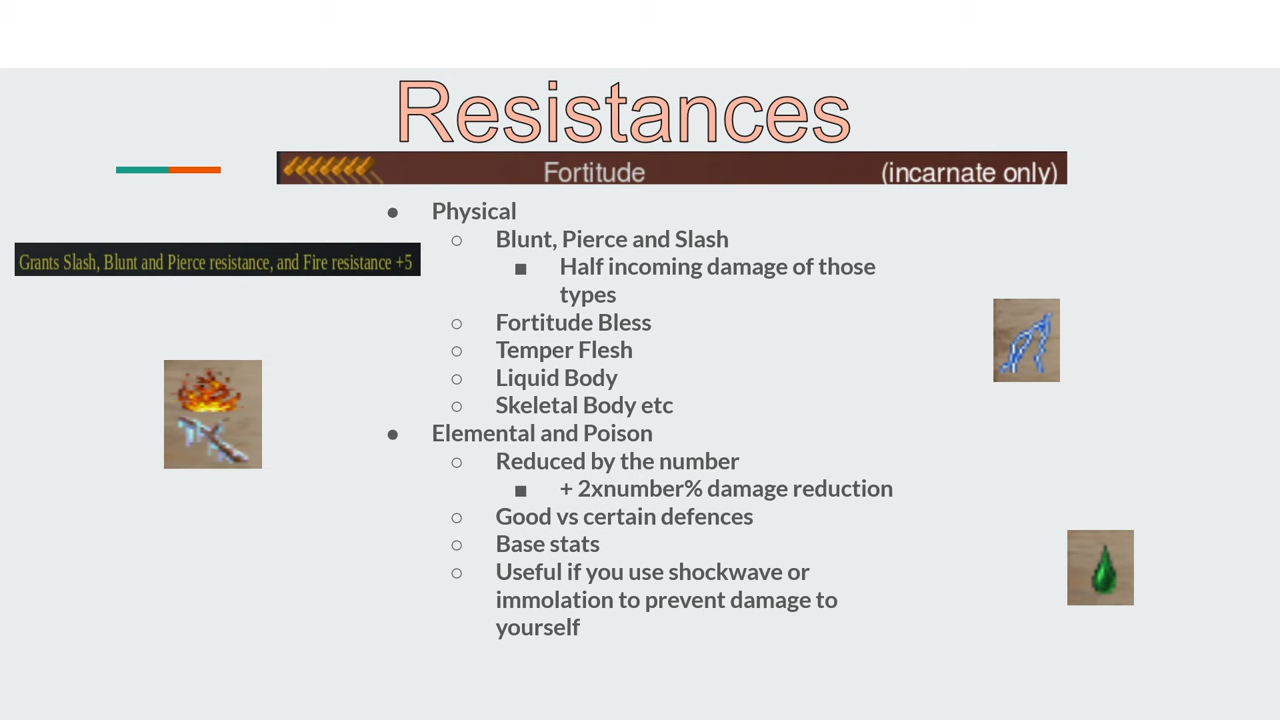 Resistances
Fortitude (incarnate only)
Physical
Blunt, Pierce and Slash
Grants Slash, Blunt and Pierce resistance, and Fire resistance +5
Half incoming damage of those
types
Fortitude Bless
Temper Flesh
Liquid Body
Skeletal Body etc
Elemental and Poison
Reduced by the number
+ 2xnumber% damage reduction
Good vs certain defences
Base stats
Useful if you use shockwave or
immolation to prevent damage to
yourself